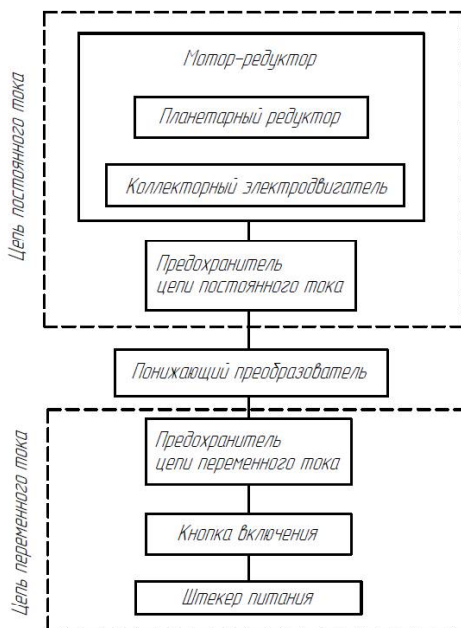 Цепь постоянного тока
Мотор-редуктор
Планетарный редуктор
Коллекторный электродвигатель
Предохранитель
цепи постоянного тока
Понижающий преобразователь
Цепь переменного тока
Предохранитель
цепи переменного тока
Кнопка включения
Штекер питания